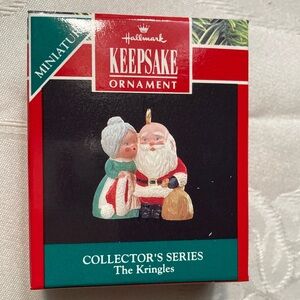 MINIATURE
Hallmark
KEEPSAKE
ORNAMENT
COLLECTOR'S SERIES
The Kringles